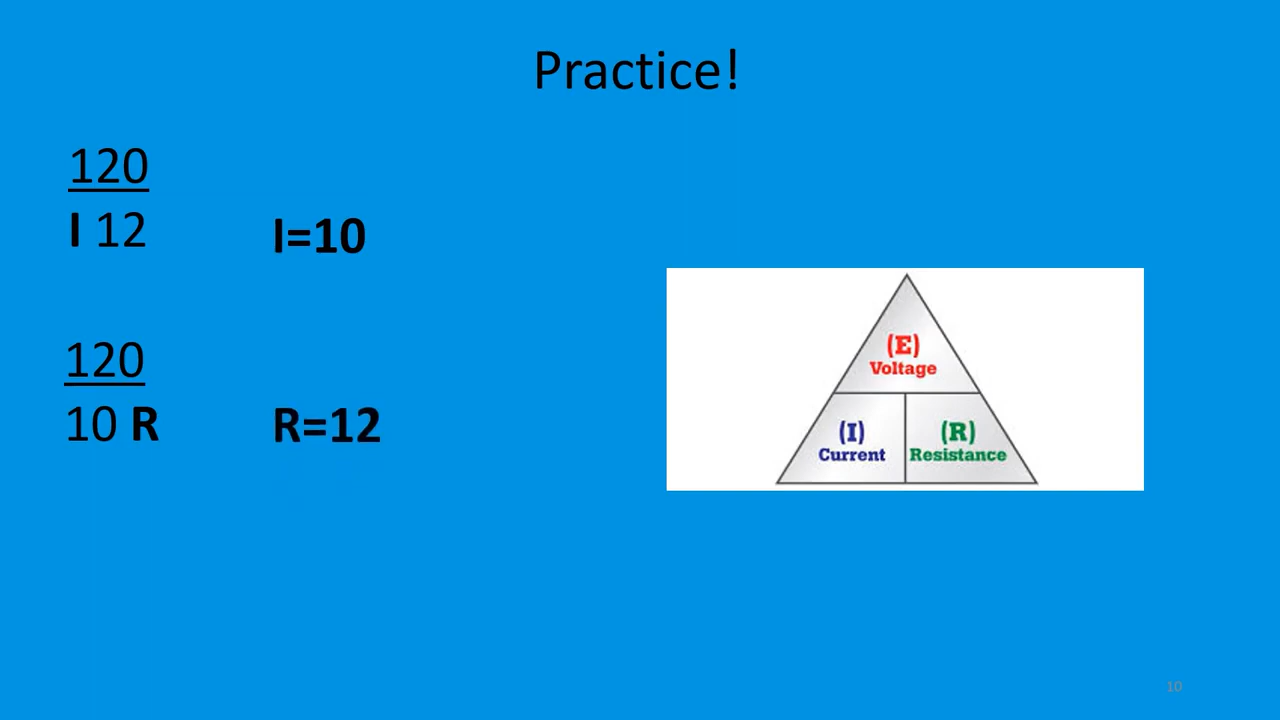 Practice!
120
I 12
I=10
120
10 R
R=12
(E)
Voltage
(I)
Current
(R)
Resistance
10